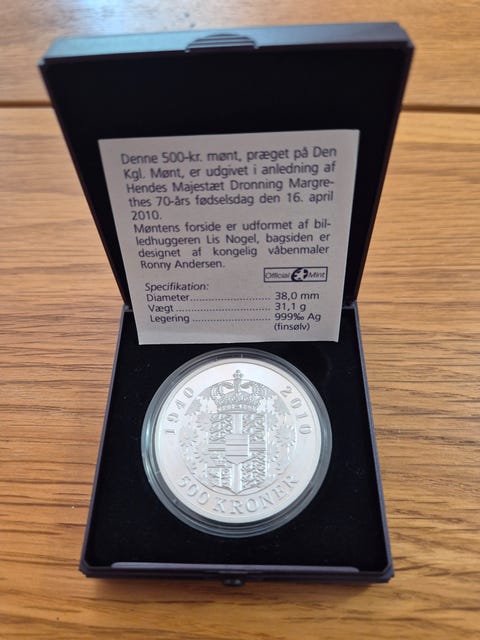 Denne 500-kr. mønt, præget på Den
Kgl. Mønt, er udgivet i anledning af
Hendes Majestæt Dronning Margre-
thes 70-års fødselsdag den 16. april
2010.
Møntens forside er udformet af bil-
ledhuggeren Lis Nogel, bagsiden er
designet af kongelig våbenmaler
Ronny Andersen.
Official Mint
Specifikation:
Diameter........................ 38,0 mm
Vægt ............................. 31,1 g
Legering ....................... 999‰ Ag
(finsølv)
1940 2010
500 KRONER